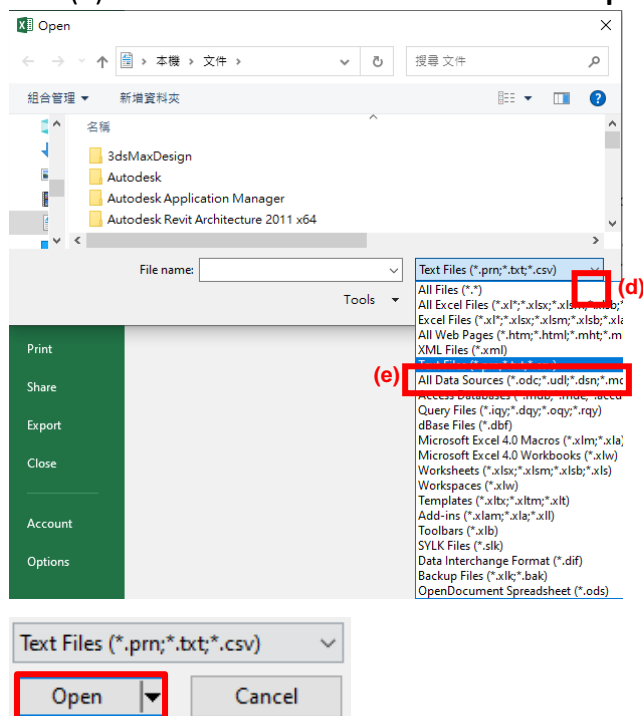 Open
本機 › 文件 ›
搜尋 文件
組合管理
新增資料夾
名稱
3dsMaxDesign
Autodesk
Autodesk Application Manager
Autodesk Revit Architecture 2011 x64
File name:
Text Files (*.prn;*.txt;*.csv)
(d)
Tools
All Files (*.*)
All Excel Files (*.xl*;*.xlsx;*.xlsm;*.xlsb;*
Excel Files (*.xl*;*.xlsx;*.xlsm;*.xlsb;*.xla
All Web Pages (*.htm;*.html;*.mht;*.m
XML Files (*.xml)
(e)
All Data Sources (*.odc;*.udl;*.dsn;*.mc
Access Databases (*.mdb;*.mde;*.accd
Query Files (*.iqy;*.dqy;*.oqy;*.rqy)
dBase Files (*.dbf)
Microsoft Excel 4.0 Macros (*.xlm;*.xla)
Microsoft Excel 4.0 Workbooks (*.xlw)
Worksheets (*.xlsx;*.xlsm;*.xlsb;*.xls)
Workspaces (*.xlw)
Templates (*.xltx;*.xltm;*.xlt)
Add-ins (*.xlam;*.xla;*.xll)
Toolbars (*.xlb)
SYLK Files (*.slk)
Data Interchange Format (*.dif)
Backup Files (*.xlk;*.bak)
OpenDocument Spreadsheet (*.ods)
Print
Share
Export
Close
Account
Options
Text Files (*.prn;*.txt;*.csv)
Open
Cancel